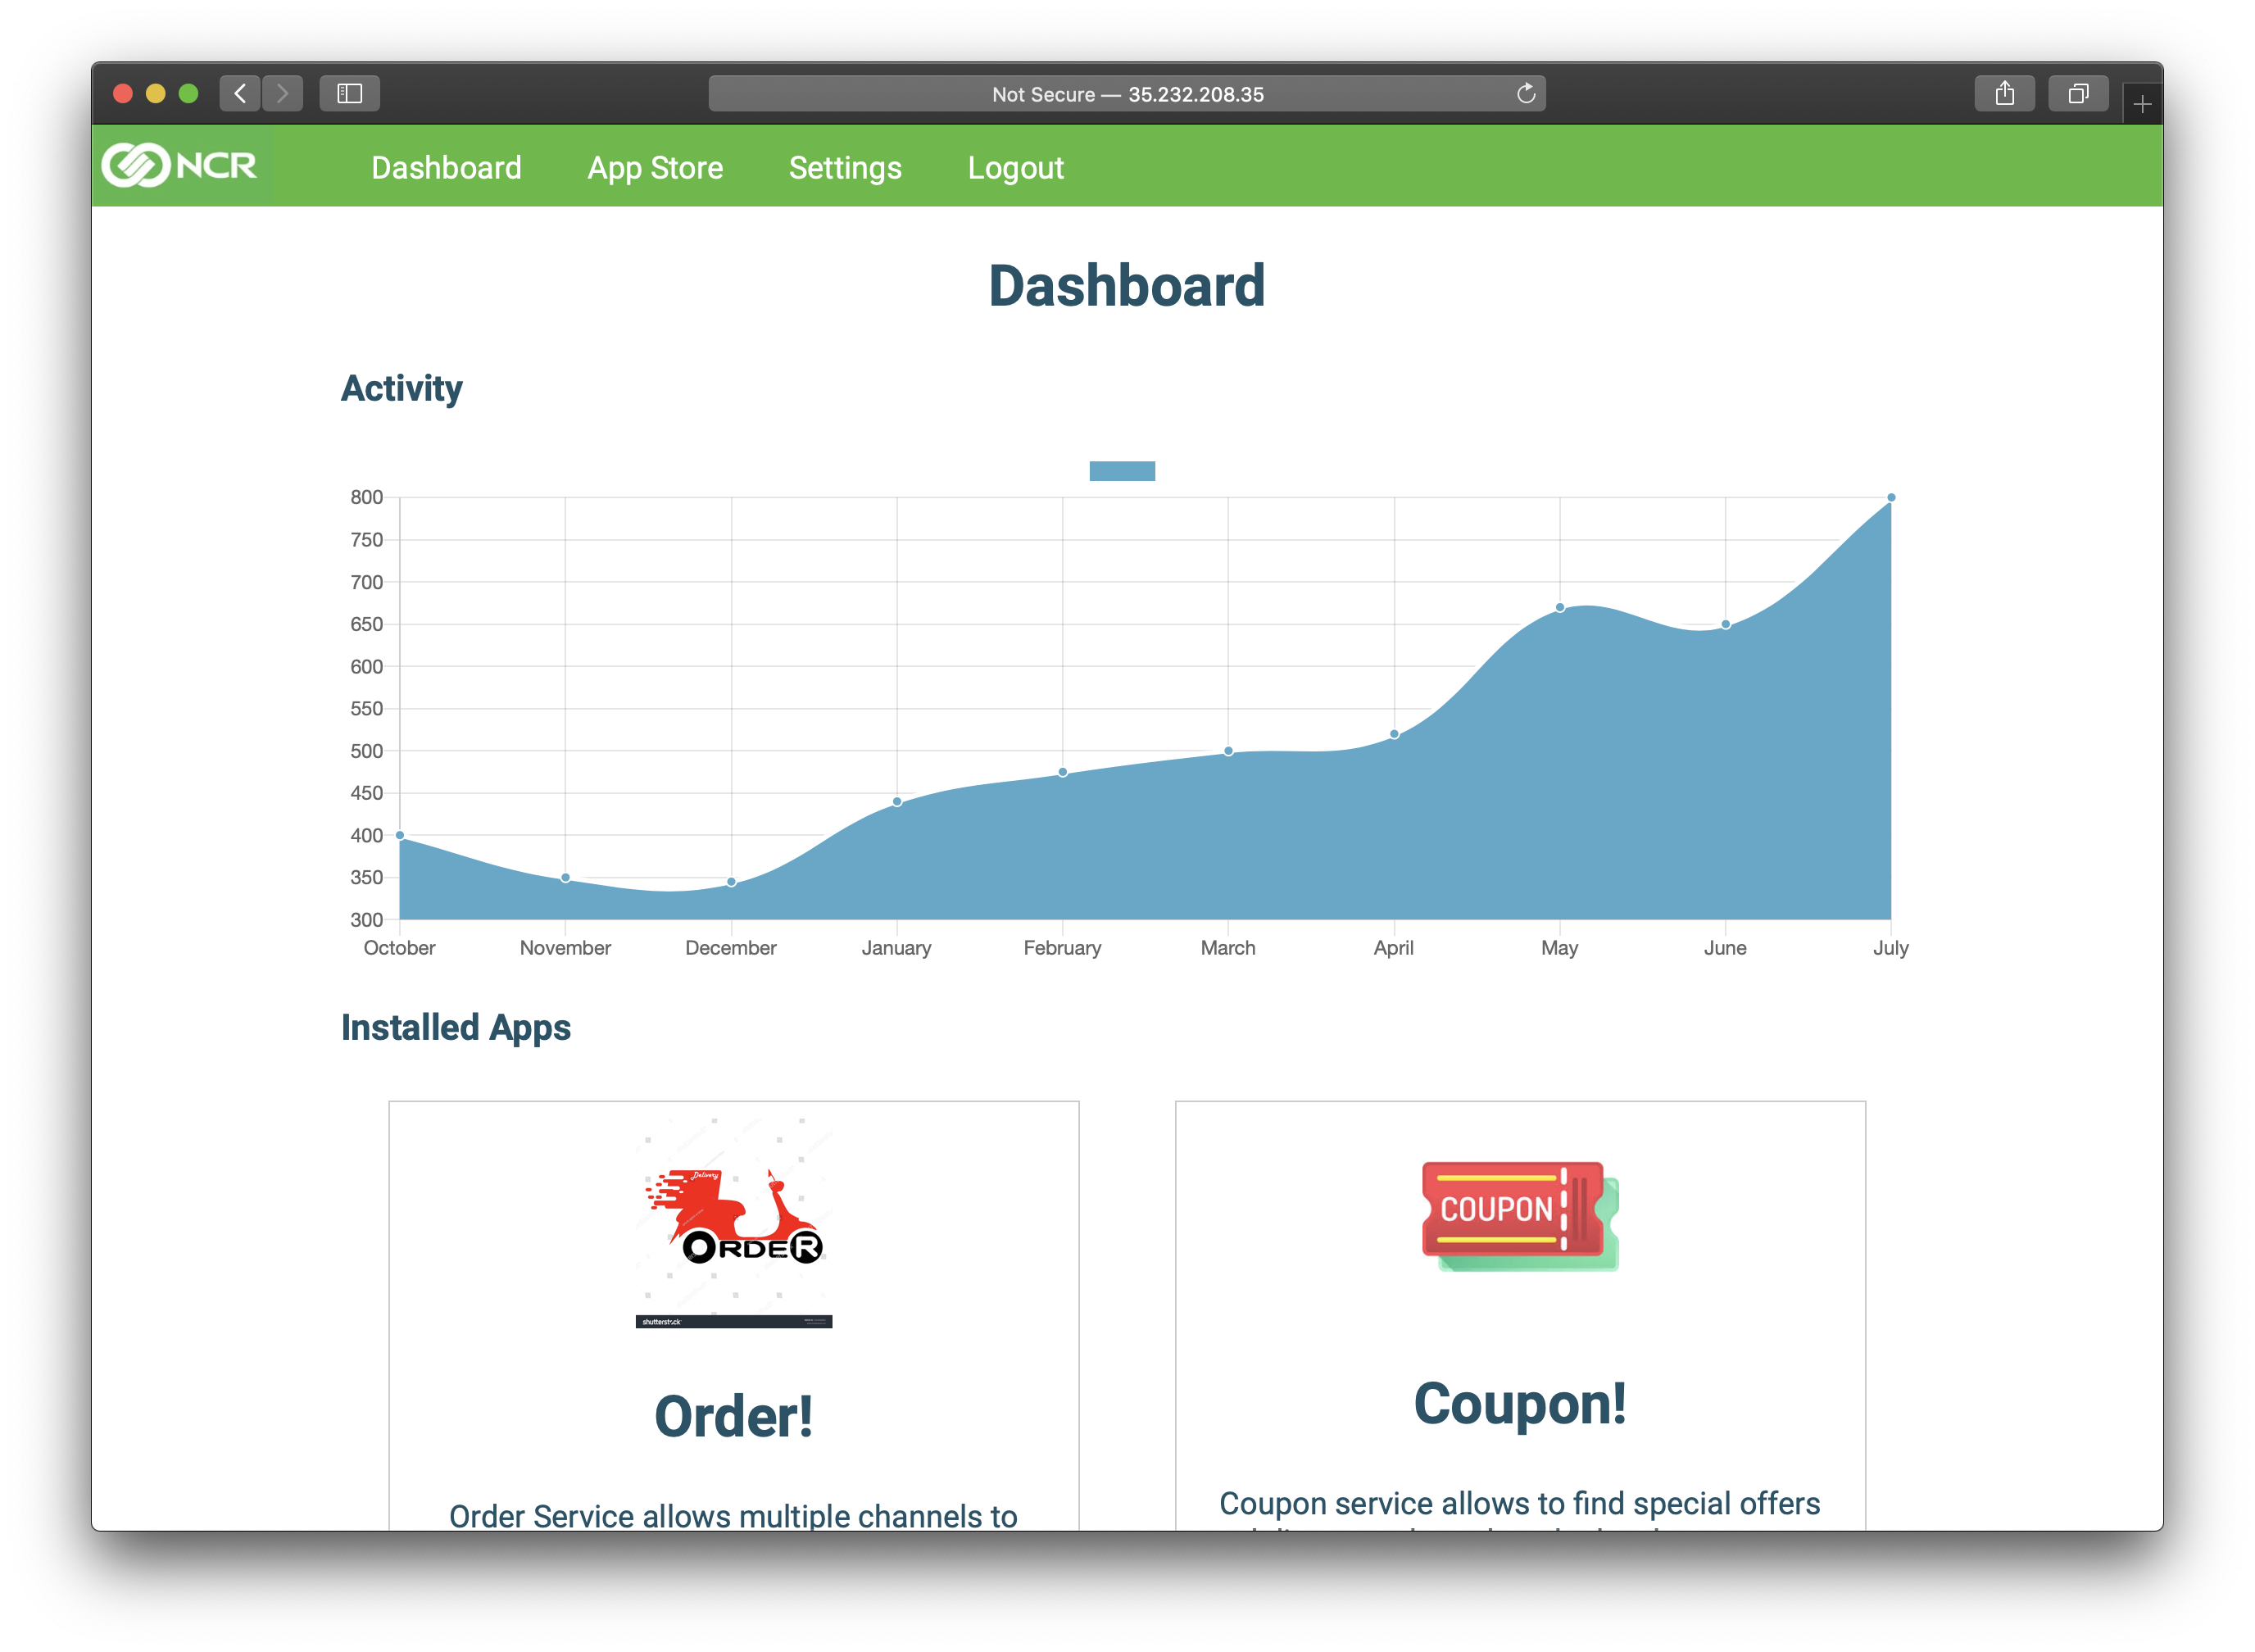 Not Secure — 35.232.208.35
NCR
Dashboard
App Store
Settings
Logout
Dashboard
Activity
800
750
700
650
600
550
500
450
400
350
300
October
November
December
January
February
March
April
May
June
July
Installed Apps
Delivery
ORDER
shutterstock
Order!
Order Service allows multiple channels to
COUPON
Coupon!
Coupon service allows to find special offers